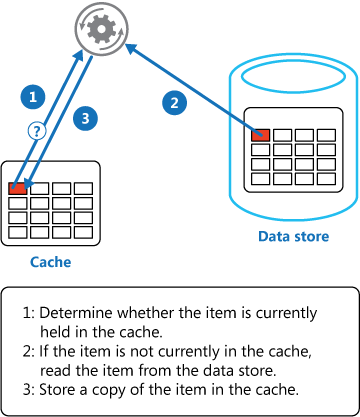 1
?
3
2
Cache
Data store
1: Determine whether the item is currently
held in the cache.
2: If the item is not currently in the cache,
read the item from the data store.
3: Store a copy of the item in the cache.